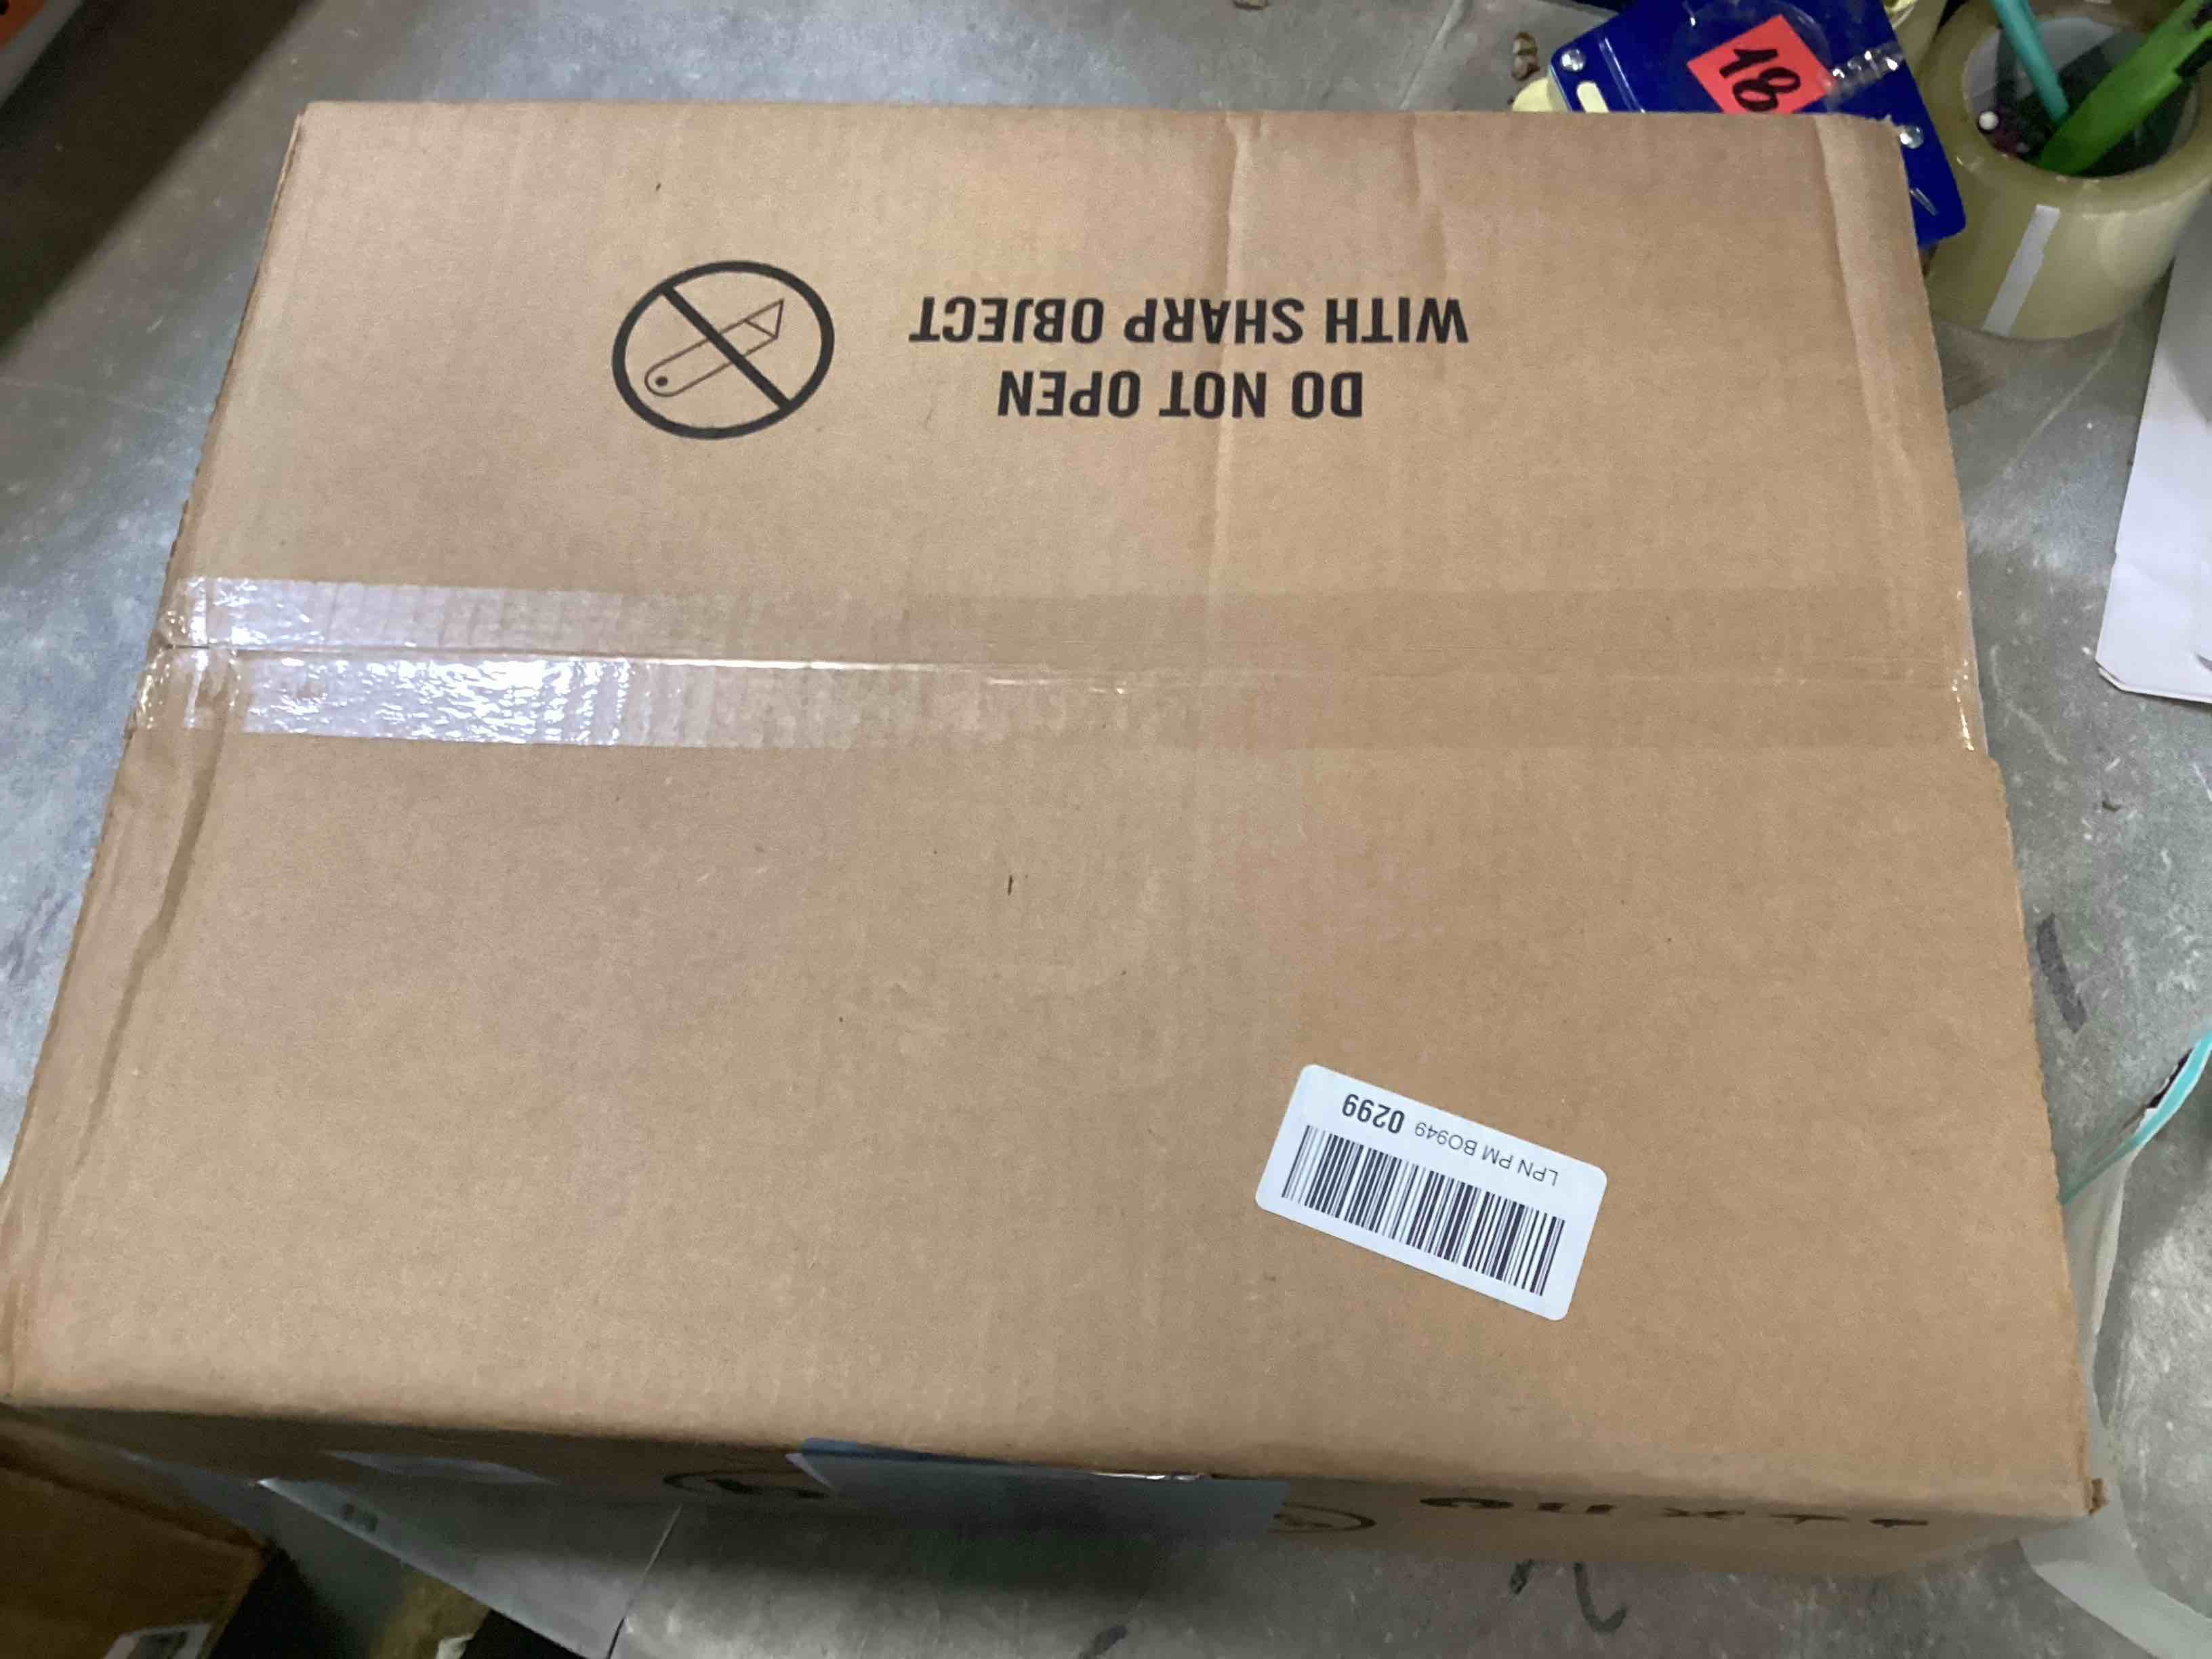 18
DO NOT OPEN
WITH SHARP OBJECT
LPN PM BO949 0299